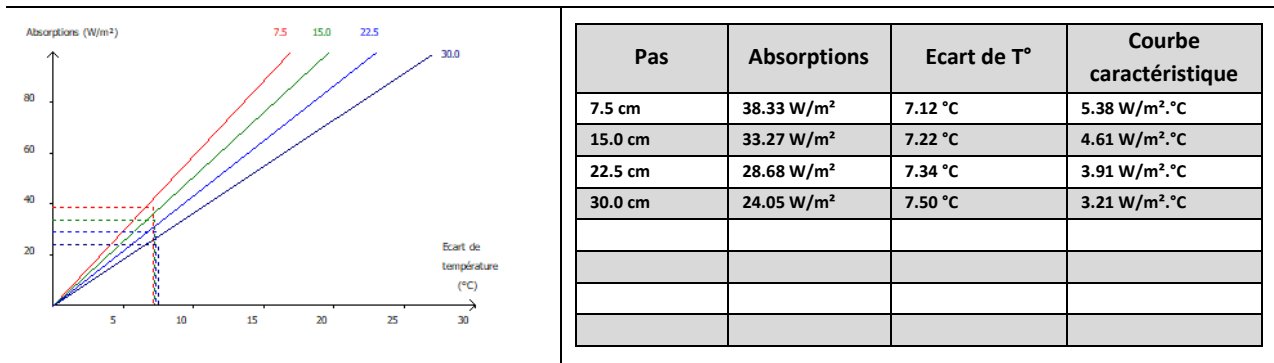 Absorptions (W/m²)
7.5 15.0 22.5
30.0
80
60
40
20
Ecart de
température
(°C)
5 10 15 20 25 30
Pas Absorptions Ecart de T° Courbe caractéristique
7.5 cm 38.33 W/m² 7.12 °C 5.38 W/m².°C
15.0 cm 33.27 W/m² 7.22 °C 4.61 W/m².°C
22.5 cm 28.68 W/m² 7.34 °C 3.91 W/m².°C
30.0 cm 24.05 W/m² 7.50 °C 3.21 W/m².°C